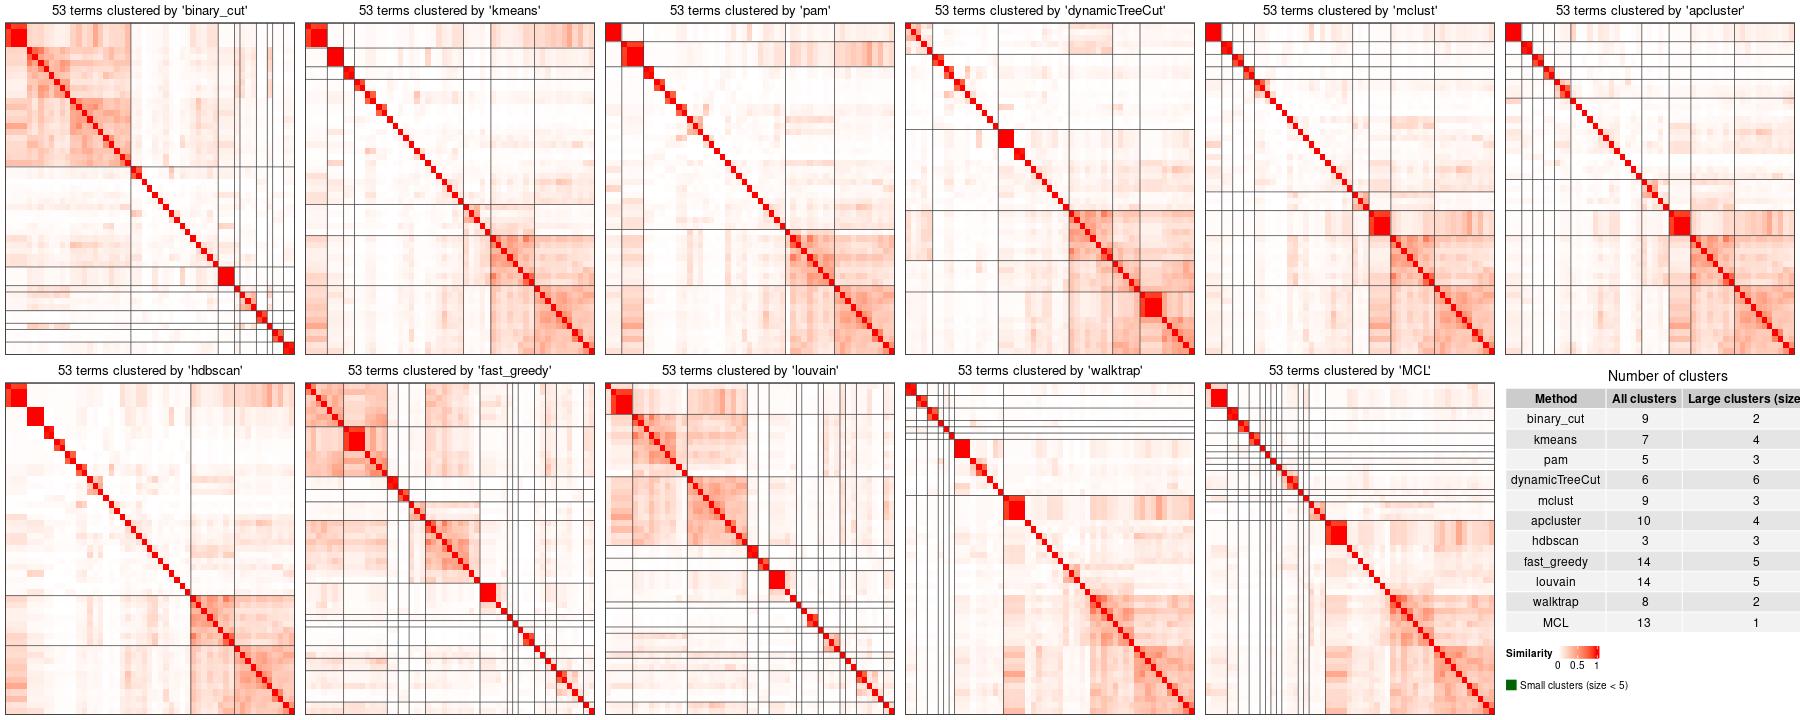 53 terms clustered by 'binary_cut'
53 terms clustered by 'kmeans'
53 terms clustered by 'pam'
53 terms clustered by 'dynamicTreeCut'
53 terms clustered by 'mclust'
53 terms clustered by 'apcluster'
53 terms clustered by 'hdbscan'
53 terms clustered by 'fast_greedy'
53 terms clustered by 'louvain'
53 terms clustered by 'walktrap'
53 terms clustered by 'MCL'
Number of clusters
Method All clusters Large clusters (size
binary_cut 9 2
kmeans 7 4
pam 5 3
dynamicTreeCut 6 6
mclust 9 3
apcluster 10 4
hdbscan 3 3
fast_greedy 14 5
louvain 14 5
walktrap 8 2
MCL 13 1
Similarity
0 0.5 1
Small clusters (size < 5)